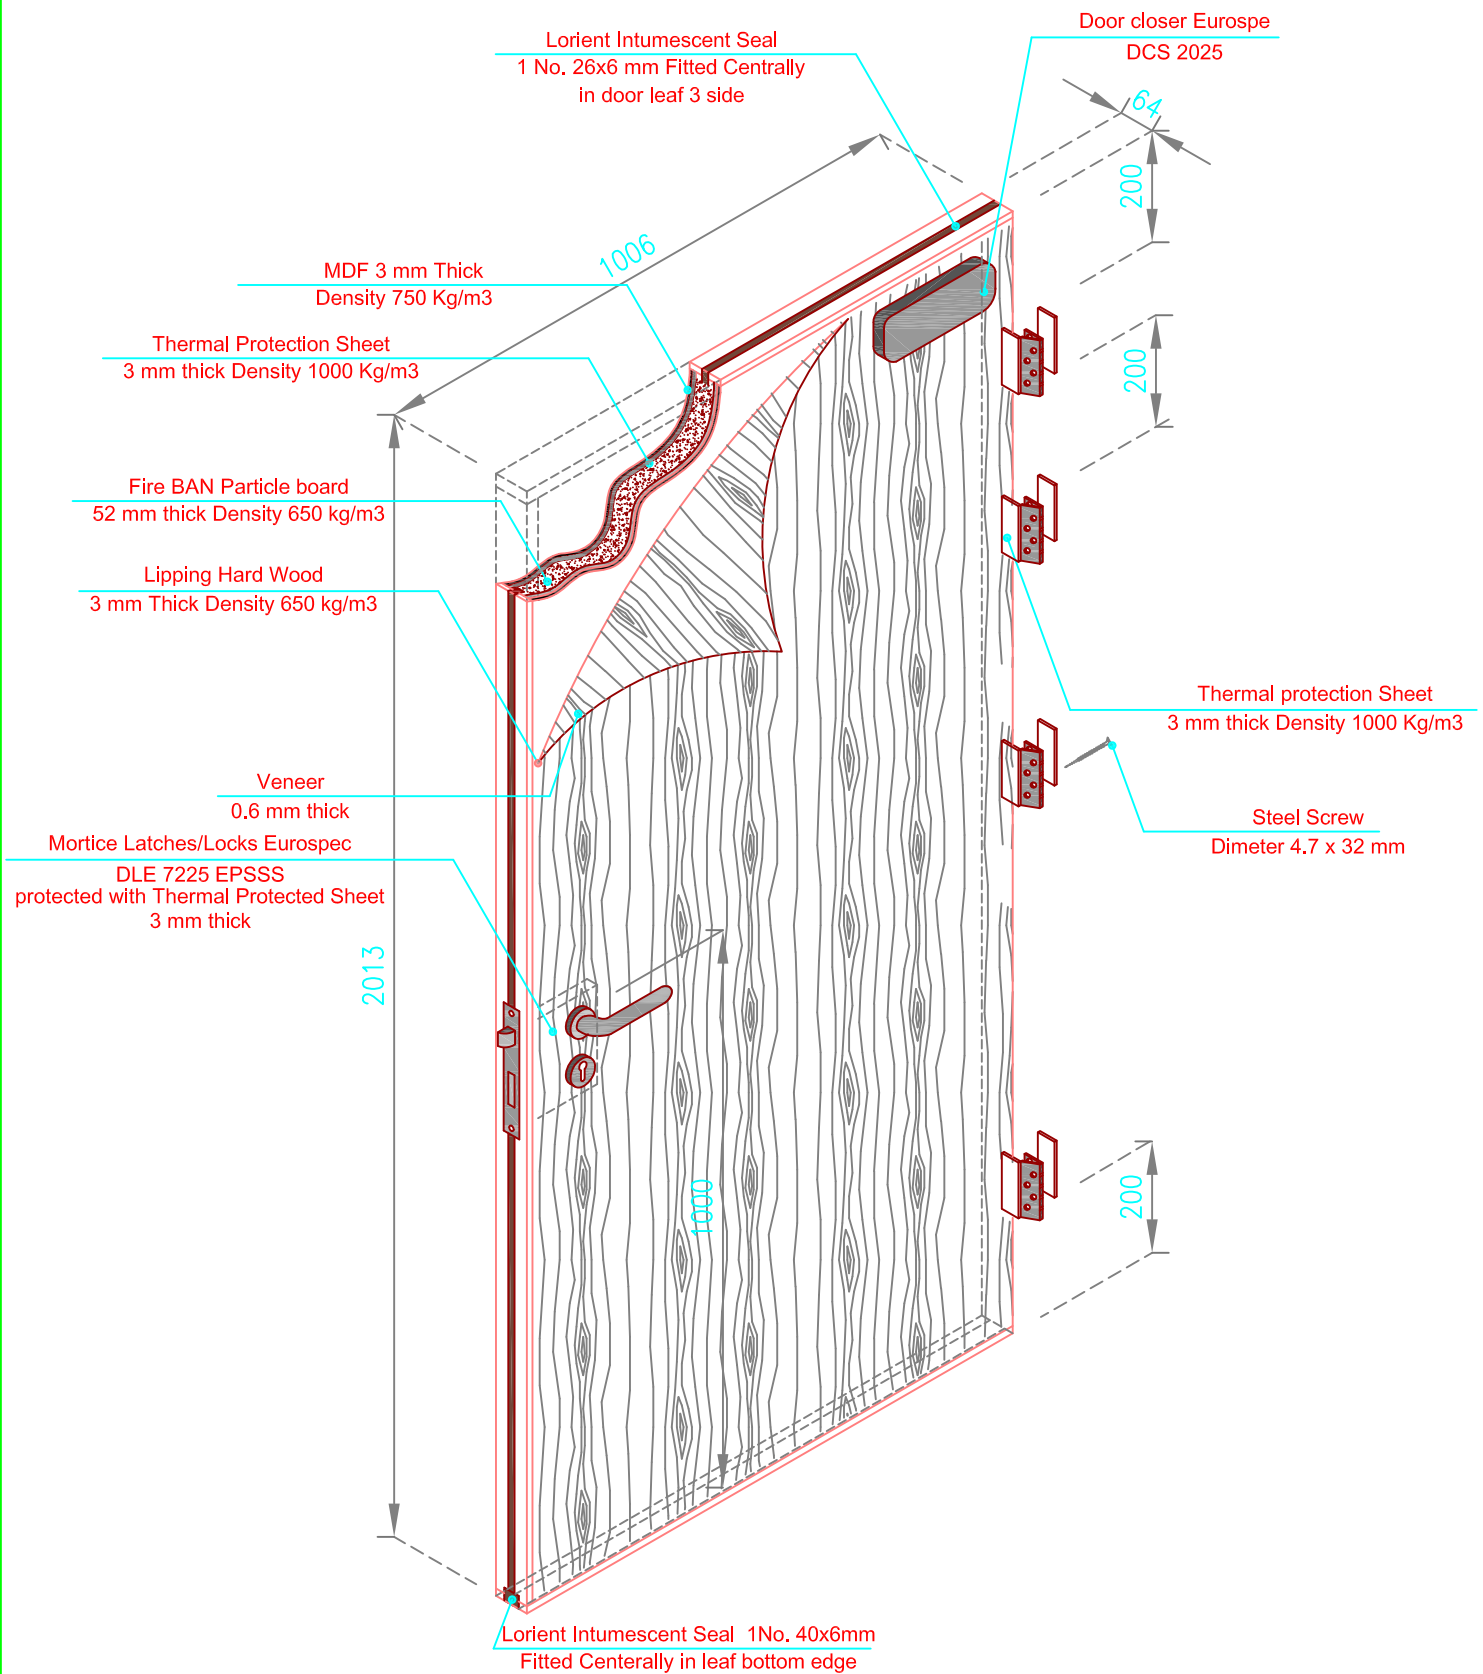 Door closer Eurospe
DCS 2025
Lorient Intumescent Seal
1 No. 26x6 mm Fitted Centrally
in door leaf 3 side
64
200
1006
MDF 3 mm Thick
Density 750 Kg/m3
Thermal Protection Sheet
3 mm thick Density 1000 Kg/m3
200
Fire BAN Particle board
52 mm thick Density 650 kg/m3
Lipping Hard Wood
3 mm Thick Density 650 kg/m3
Thermal protection Sheet
3 mm thick Density 1000 Kg/m3
Veneer
0.6 mm thick
Steel Screw
Dimeter 4.7 x 32 mm
Mortice Latches/Locks Eurospec
DLE 7225 EPSSS
protected with Thermal Protected Sheet
3 mm thick
2013
1000
200
Lorient Intumescent Seal 1No. 40x6mm
Fitted Centerally in leaf bottom edge